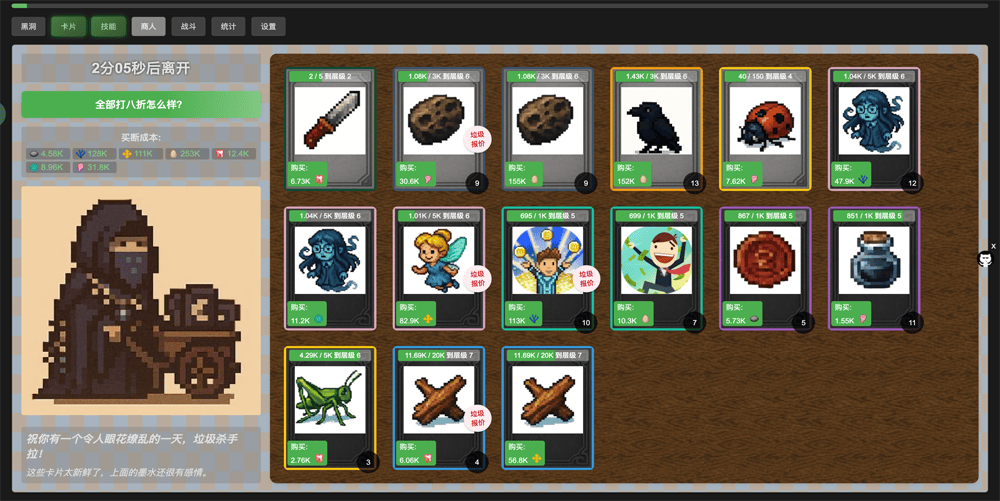 黑洞
卡片
技能
商人
战斗
统计
设置
2分05秒后离开
全部打八折怎么样?
买断成本:
4.58K
128K
111K
253K
12.4K
8.96K
31.8K
祝你有一个令人眼花缭乱的一天，垃圾杀手
拉！
这些卡片太新鲜了，上面的墨水还很有感情。
2 / 5 到层级 2
购买:
6.73K
1.08K / 3K 到层级 6
垃圾
报价
购买:
30.6K
9
1.08K / 3K 到层级 6
购买:
155K
9
1.43K / 3K 到层级 6
购买:
152K
13
40 / 150 到层级 4
购买:
7.62K
1.04K / 5K 到层级 6
购买:
47.9K
12
1.04K / 5K 到层级 6
购买:
11.2K
1.01K / 5K 到层级 6
垃圾
报价
购买:
82.9K
695 / 1K 到层级 5
垃圾
报价
购买:
113K
10
699 / 1K 到层级 5
购买:
10.3K
7
867 / 1K 到层级 5
购买:
5.73K
5
851 / 1K 到层级 5
购买:
1.55K
11
4.29K / 5K 到层级 6
购买:
2.76K
3
11.69K / 20K 到层级 7
垃圾
报价
购买:
6.06K
4
11.69K / 20K 到层级 7
购买:
56.8K
x